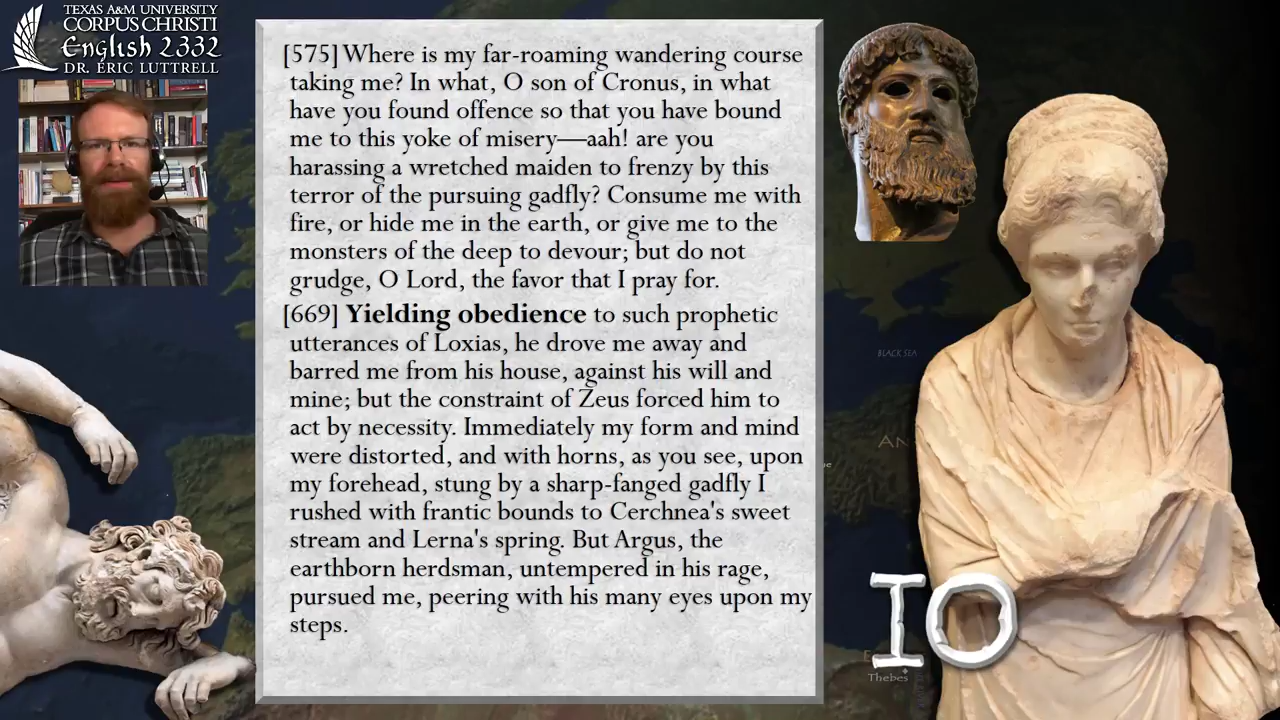 TEXAS A&M UNIVERSITY
CORPUS CHRISTI
English 2332
DR. ERIC LUTTRELL
[575] Where is my far-roaming wandering course
taking me? In what, O son of Cronus, in what
have you found offence so that you have bound
me to this yoke of misery—aah! are you
harassing a wretched maiden to frenzy by this
terror of the pursuing gadfly? Consume me with
fire, or hide me in the earth, or give me to the
monsters of the deep to devour; but do not
grudge, O Lord, the favor that I pray for.
[669] Yielding obedience to such prophetic
utterances of Loxias, he drove me away and
barred me from his house, against his will and
mine; but the constraint of Zeus forced him to
act by necessity. Immediately my form and mind
were distorted, and with horns, as you see, upon
my forehead, stung by a sharp-fanged gadfly I
rushed with frantic bounds to Cerchnea's sweet
stream and Lerna's spring. But Argus, the
earthborn herdsman, untempered in his rage,
pursued me, peering with his many eyes upon my
steps.
BLACK SEA
IO
Thebes